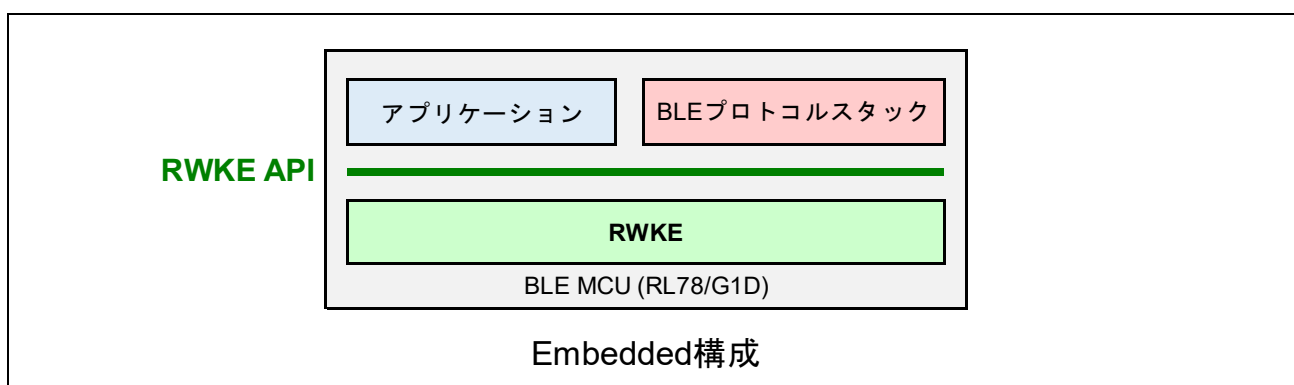 アプリケーション
BLEプロトコルスタック
RWKE API
RWKE
BLE MCU (RL78/G1D)
Embedded構成